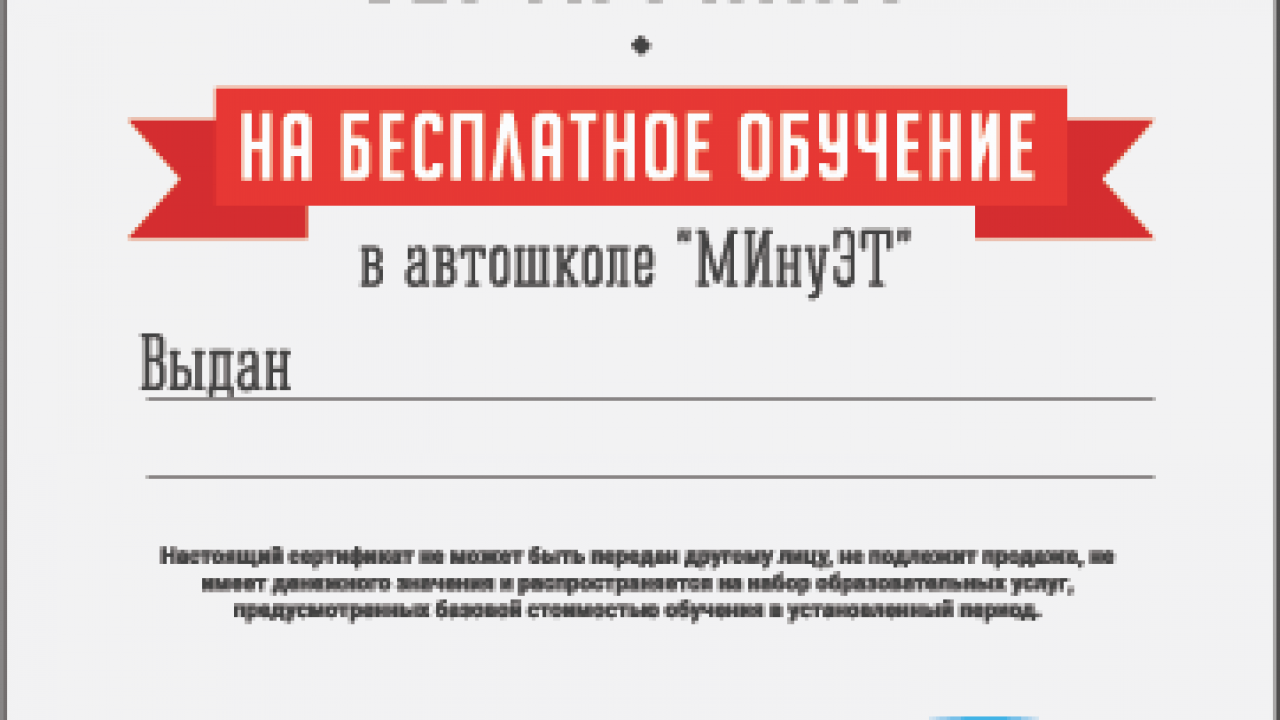 НА БЕСПЛАТНОЕ ОБУЧЕНИЕ
в автошколе "МИнуЭТ"
Выдан
Настоящий сертификат не может быть передан другому лицу, не подлежит продаже, не
имеет денежного значения и распространяется на набор образовательных услуг,
предусмотренных базовой стоимостью обучения в установленный период.